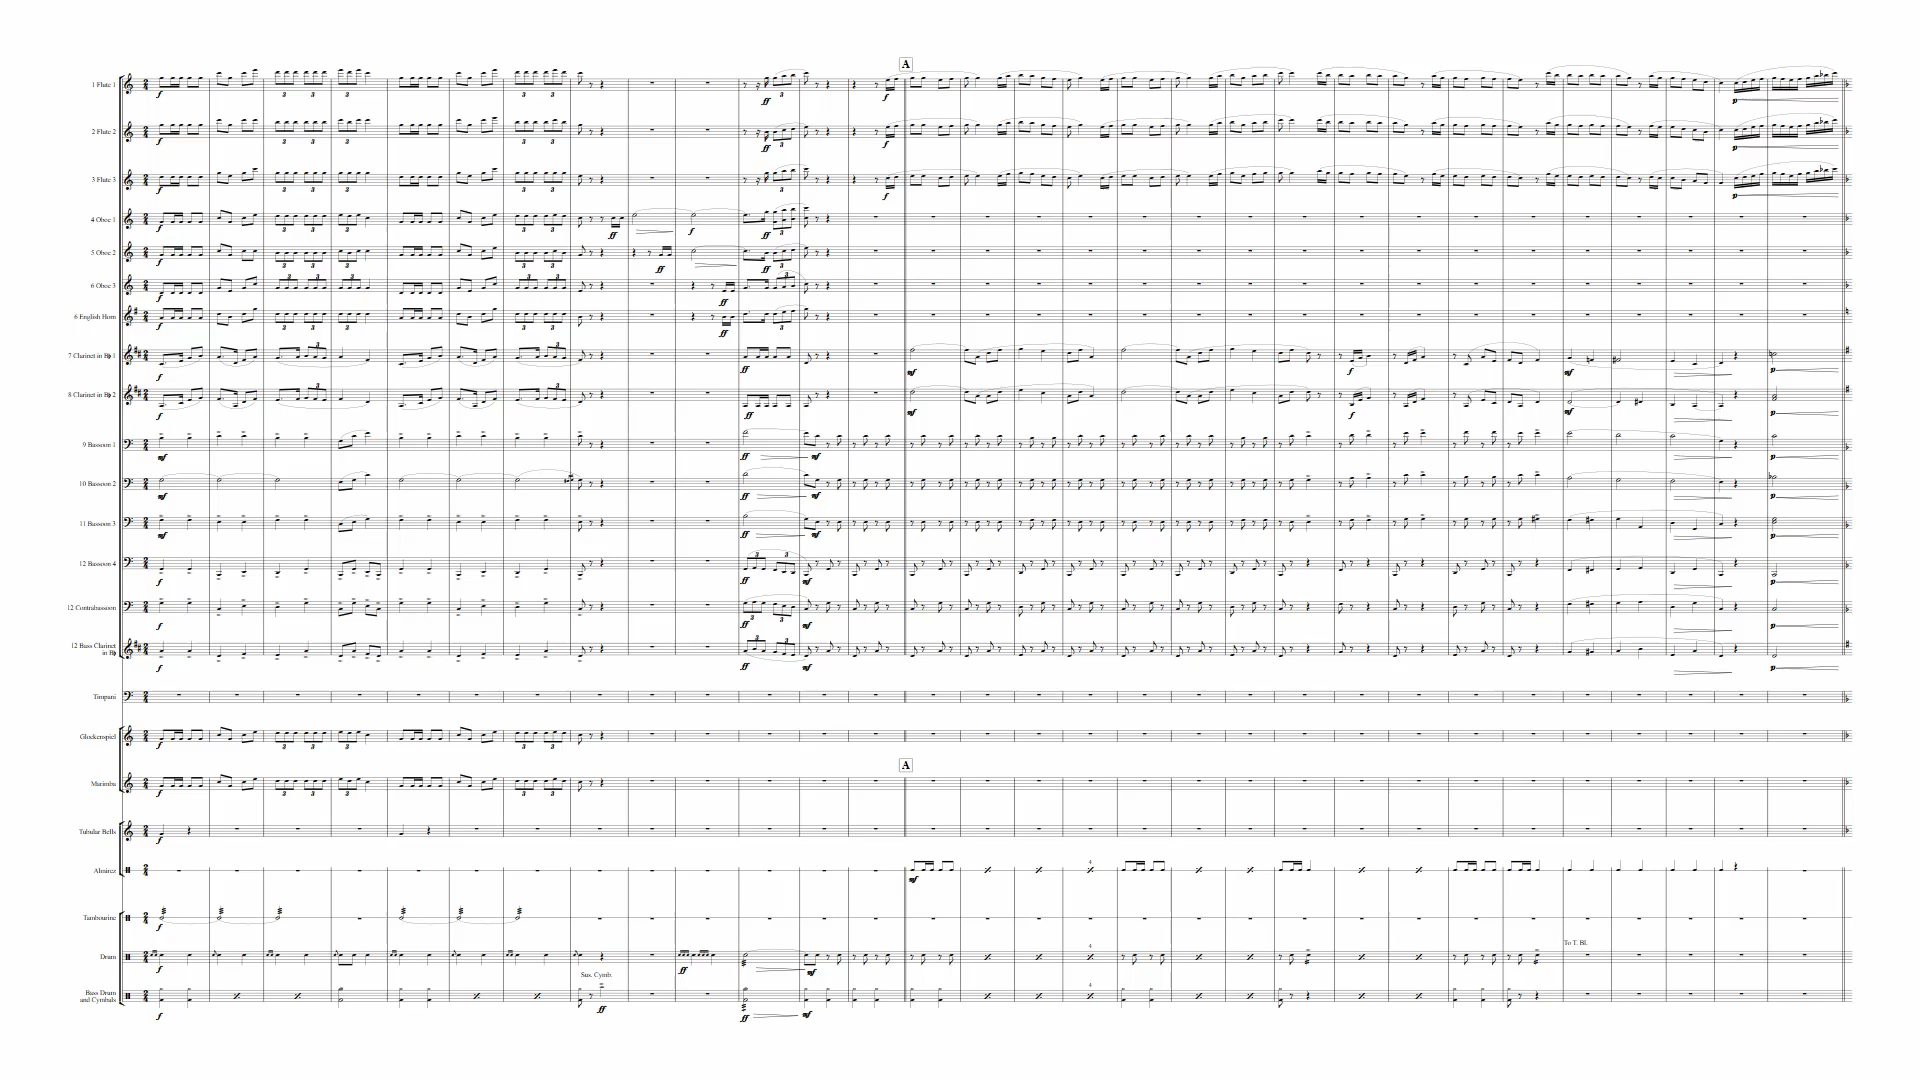 A
1 Flute 1
2 Flute 2
3 Flute 3
4 Oboe 1
5 Oboe 2
6 Oboe 3
6 English Horn
7 Clarinet in B♭ 1
8 Clarinet in B♭ 2
9 Bassoon 1
10 Bassoon 2
11 Bassoon 3
12 Bassoon 4
12 Contrabassoon
12 Bass Clarinet
in B♭
Timpani
Glockenspiel
A
Marimba
Tubular Bells
Almirez
Tambourine
To T. Bl.
Drum
Sus. Cymb.
Bass Drum
and Cymbals